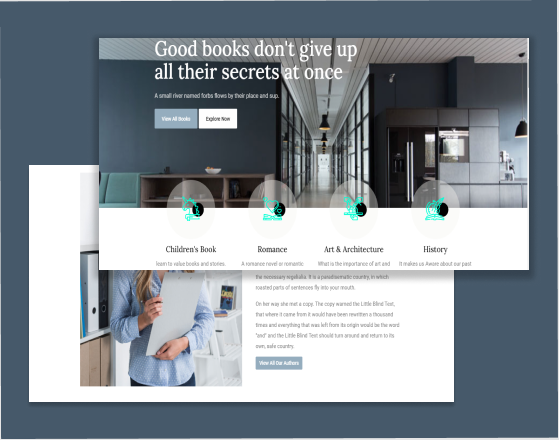 Good books don't give up
all their secrets at once
A small river named forbs flows by their place and sup.
View All Books
Explore Now
Children's Book
Romance
Art & Architecture
History
learn to value books and stories.
A romance novel or romantic
What is the importance of art and
It makes us Aware about our past
the necessary regelialia. It is a paradisematic country, in which
roasted parts of sentences fly into your mouth.
On her way she met a copy. The copy warned the Little Blind Text,
that where it came from it would have been rewritten a thousand
times and everything that was left from its origin would be the word
"and" and the Little Blind Text should turn around and return to its
own, safe country.
View All Our Authors